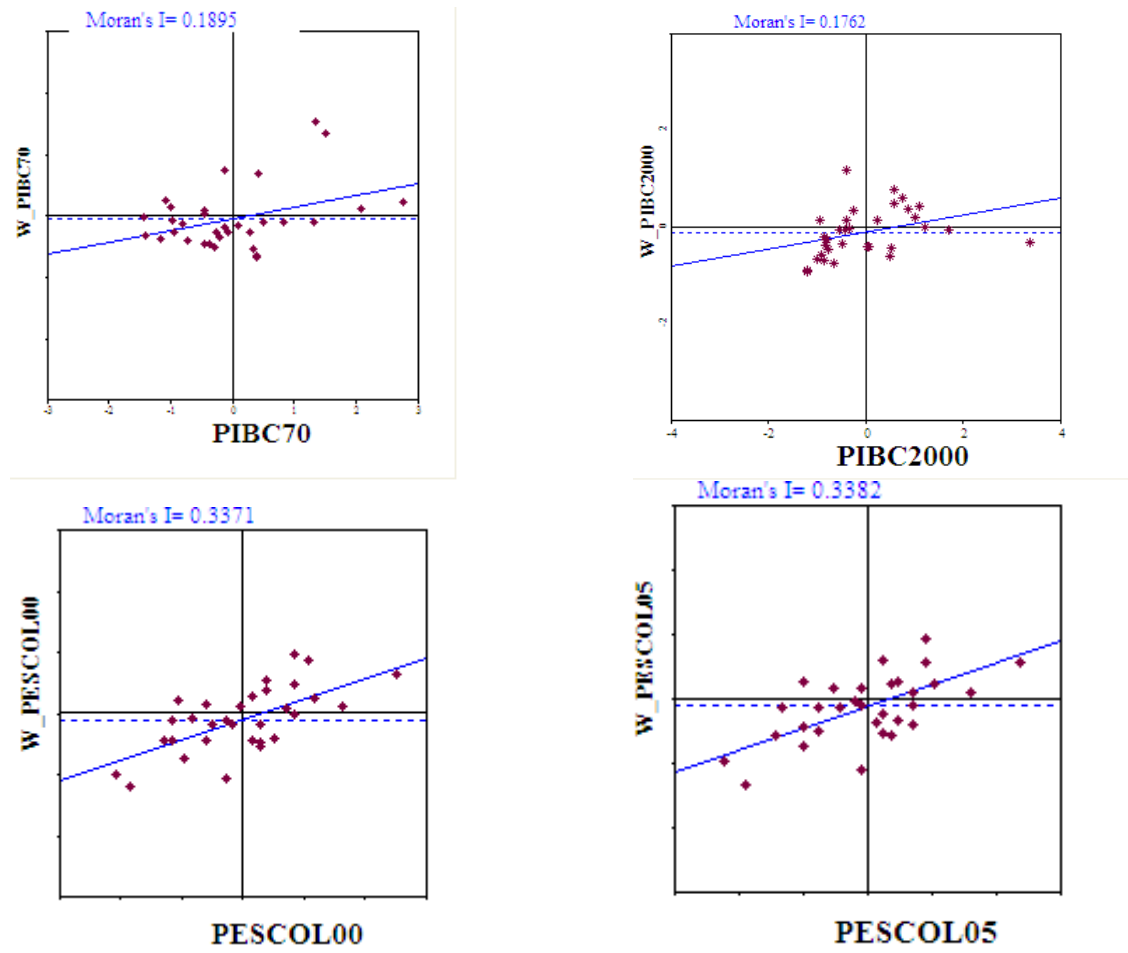 Moran's I= 0.1895
W_PIBC70
-3 -2 -1 0 1 2 3
PIBC70
Moran's I= 0.1762
W_PIBC2000
2
0
-2
-4 -2 0 2 4
PIBC2000
Moran's I= 0.3371
W_PESCOL00
PESCOL00
Moran's I= 0.3382
W_PESCOL05
PESCOL05